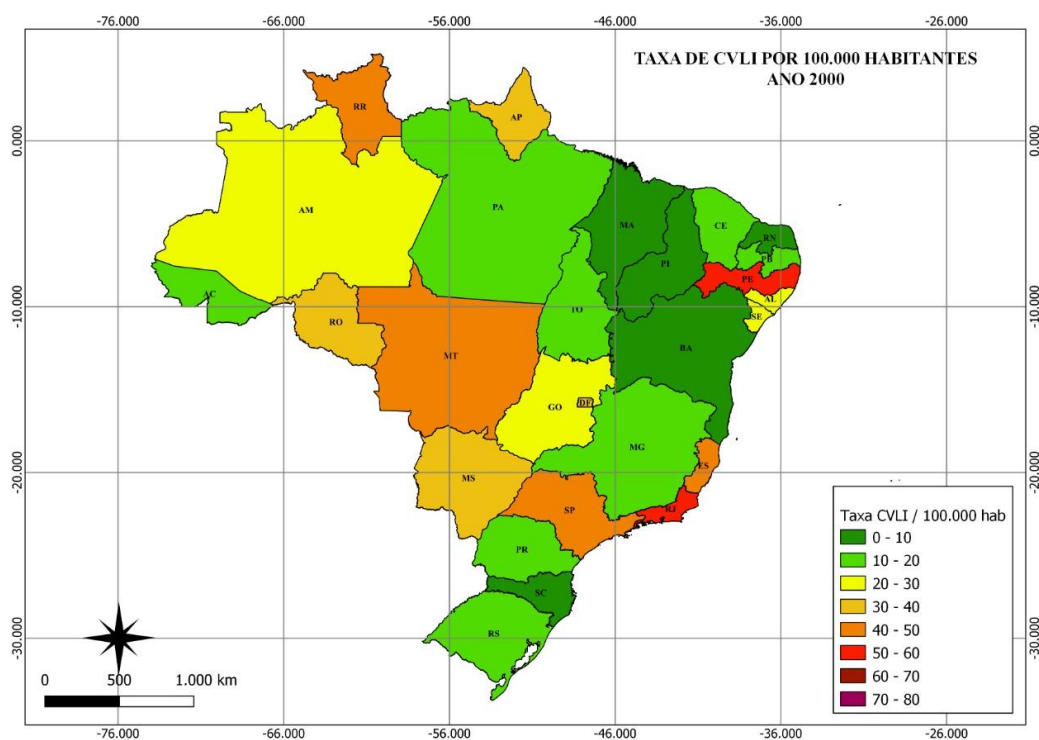 -76.000 -66.000 -56.000 -46.000 -36.000 -26.000
TAXA DE CVLI POR 100.000 HABITANTES
ANO 2000
RR
AP
0.000
0.000
AM
PA
MA
CE
RN
PB
PI
PE
AC
AL
-10.000
-10.000
TO
SE
RO
BA
MT
GO
DF
MG
ES
-20.000
-20.000
MS
SP
RJ
PR
SC
RS
-30.000
-30.000
Taxa CVLI / 100.000 hab
0 - 10
10 - 20
20 - 30
30 - 40
40 - 50
50 - 60
60 - 70
70 - 80
0 500 1.000 km
-76.000 -66.000 -56.000 -46.000 -36.000 -26.000